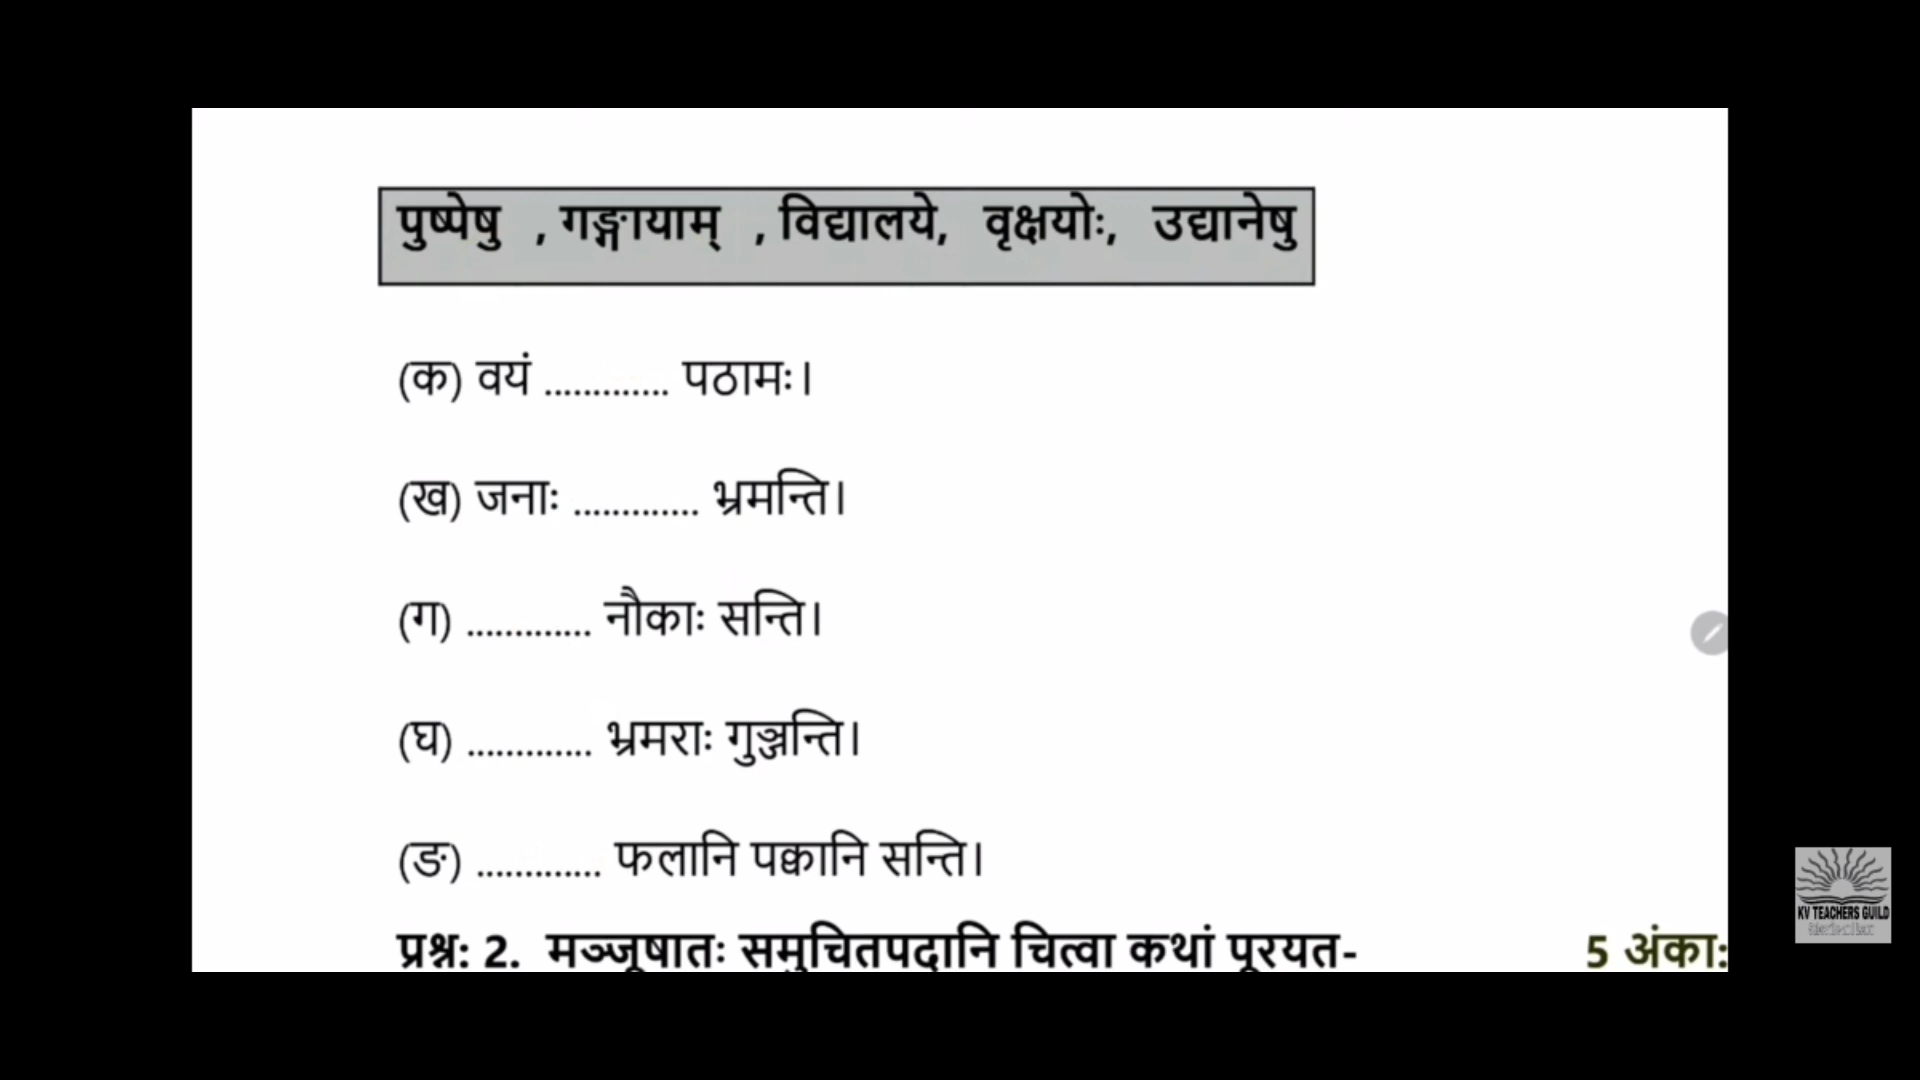 पुष्पेषु , गङ्गायाम् , विद्यालये, वृक्षयोः, उद्यानेषु
(क) वयं ............. पठामः।
(ख) जनाः ............. भ्रमन्ति।
(ग) ............. नौकाः सन्ति।
(घ) ............. भ्रमराः गुञ्जन्ति।
(ङ) ............. फलानि पक्वानि सन्ति।
प्रश्न: 2. मञ्जूषातः समुचितपदानि चित्वा कथां पूरयत- 5 अंका:
KV TEACHERS GUILD